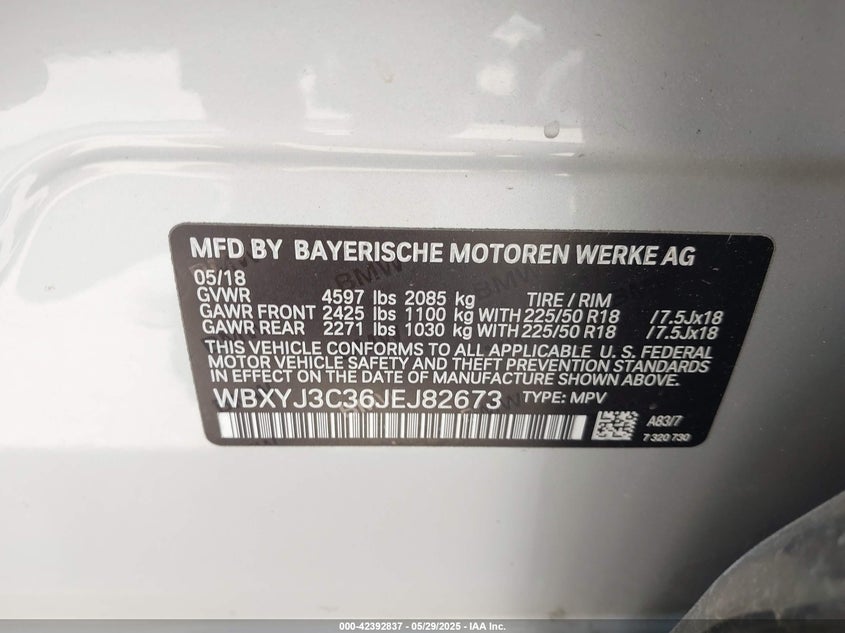 MFD BY BAYERISCHE MOTOREN WERKE AG
05/18
GVWR 4597 lbs 2085 kg TIRE / RIM
GAWR FRONT 2425 lbs 1100 kg WITH 225/50 R18 /7.5Jx18
GAWR REAR 2271 lbs 1030 kg WITH 225/50 R18 /7.5Jx18
THIS VEHICLE CONFORMS TO ALL APPLICABLE U. S. FEDERAL
MOTOR VEHICLE SAFETY AND THEFT PREVENTION STANDARDS
IN EFFECT ON THE DATE OF MANUFACTURE SHOWN ABOVE.
WBXYJ3C36JEJ82673 TYPE: MPV
A83/7
7 320 730
000-42392837 - 05/29/2025 - IAA Inc.